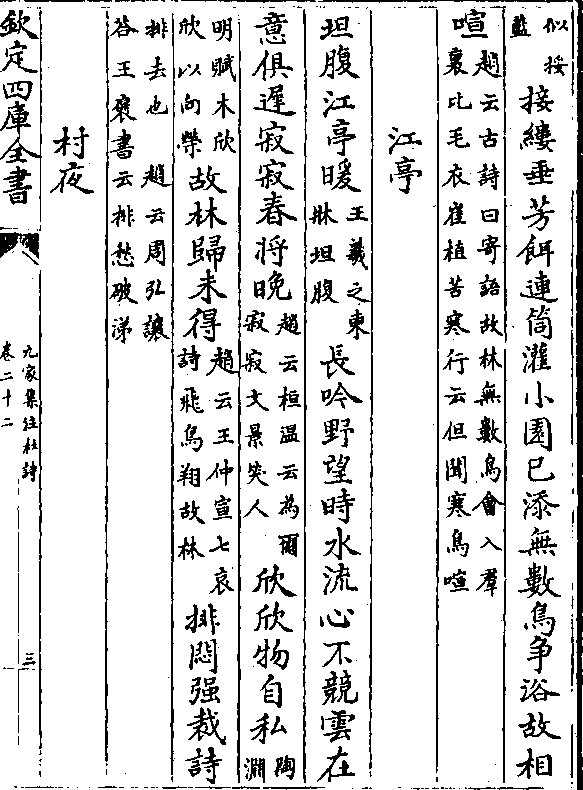 似挼藍接縷垂芳餌連筒灌小園已添無數鳥爭浴故相
喧趙云古詩曰寄語故林無數鳥會入羣裏比毛衣崔植苦寒行云但聞寒鳥喧
江亭
坦腹江亭暖王羲之東牀坦腹長吟野望時水流心不競雲在
意俱遲寂寂春將晚趙云桓温云為爾寂寂文景笑人欣欣物自私陶淵
明賦木欣欣以向榮故林歸未得趙云王仲宣七哀詩飛鳥翔故林排悶强裁詩
排去也 趙云周弘讓答王褒書云排愁破涕
村夜
欽定四庫全書
九家集注杜詩
卷二十二
三